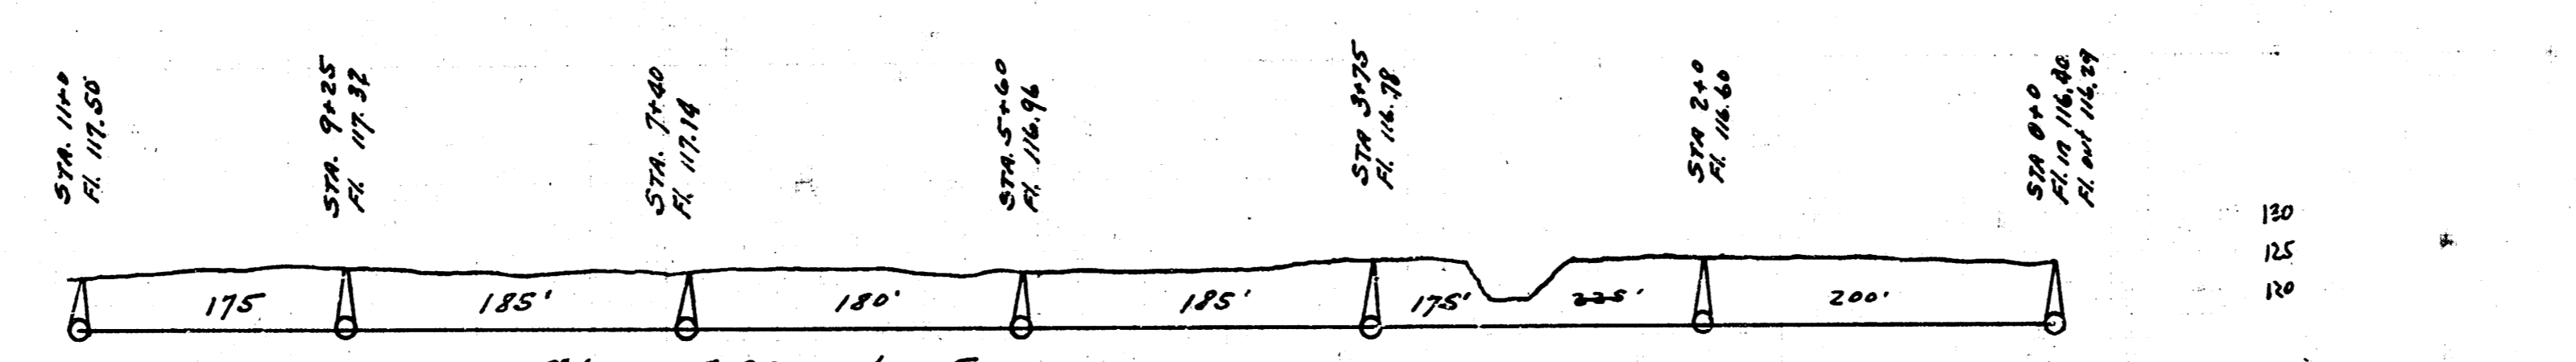 STA. 11+0
Fl. 117.50
STA. 9+25
Fl. 117.32
STA. 7+40
Fl. 117.14
STA. 5+60
Fl. 116.96
STA 3+75
Fl. 116.78
STA 2+0
Fl. 116.60
STA 0+0
Fl. in 116.40
Fl. out 116.29
130
125
120
175
185'
180'
185'
175'
225'
200'